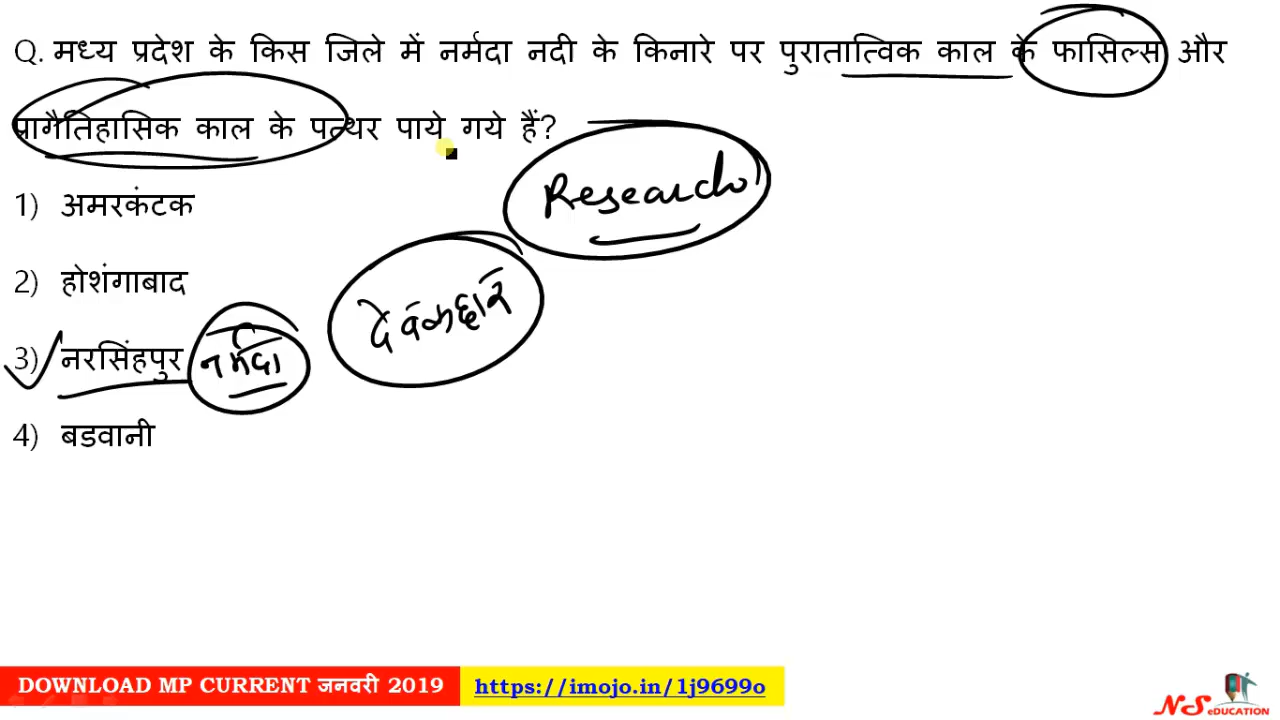 Q. मध्य प्रदेश के किस जिले में नर्मदा नदी के किनारे पर पुरातात्विक काल के फासिल्स और
प्रागैतिहासिक काल के पत्थर पाये गये हैं?
Research
1) अमरकंटक
2) होशंगाबाद
देवकछार
3) नरसिंहपुर नर्मदा
4) बडवानी
DOWNLOAD MP CURRENT जनवरी 2019 https://imojo.in/1j9699o
NS eDUCATION